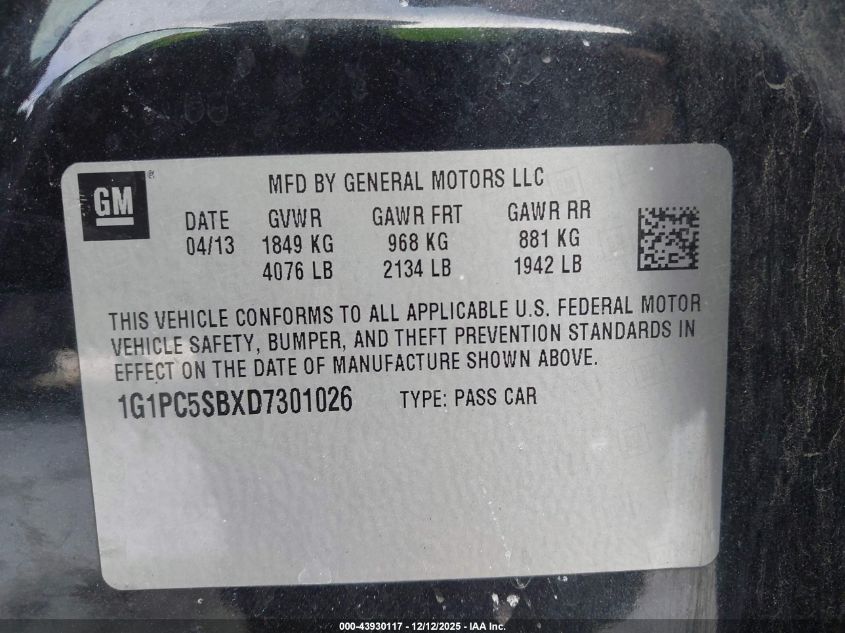 GM®
MFD BY GENERAL MOTORS LLC
DATE GVWR GAWR FRT GAWR RR
04/13 1849 KG 968 KG 881 KG
4076 LB 2134 LB 1942 LB
THIS VEHICLE CONFORMS TO ALL APPLICABLE U.S. FEDERAL MOTOR
VEHICLE SAFETY, BUMPER, AND THEFT PREVENTION STANDARDS IN
EFFECT ON THE DATE OF MANUFACTURE SHOWN ABOVE.
1G1PC5SBXD7301026 TYPE: PASS CAR
000-43930117 - 12/12/2025 - IAA Inc.